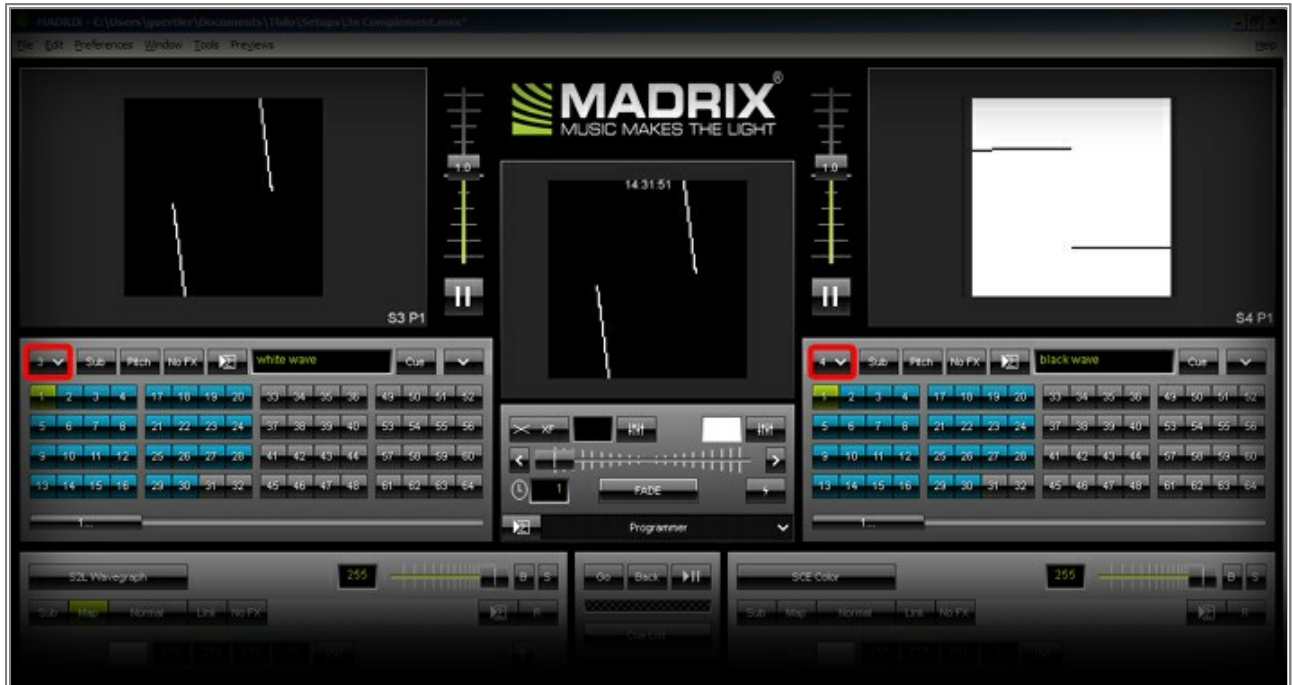 MADRIX - C:\Users\guertler\Documents\Tbilo\Setups\3x Complement.msx*
File Edit Preferences Window Tools Previews Help
MADRIX®
MUSIC MAKES THE LIGHT
1.0
1.0
14:31:51
S3 P1
S4 P1
3 Sub Pitch No FX white wave Cue
4 Sub Pitch No FX black wave Cue
1 2 3 4 17 18 19 20 33 34 35 36 49 50 51 52
5 6 7 8 21 22 23 24 37 38 39 40 53 54 55 56
9 10 11 12 25 26 27 28 41 42 43 44 57 58 59 60
13 14 15 16 29 30 31 32 45 46 47 48 61 62 63 64
1...
XF
1 FADE
Programmer
1 2 3 4 17 18 19 20 33 34 35 36 49 50 51 52
5 6 7 8 21 22 23 24 37 38 39 40 53 54 55 56
9 10 11 12 25 26 27 28 41 42 43 44 57 58 59 60
13 14 15 16 29 30 31 32 45 46 47 48 61 62 63 64
1...
S2L Wavegraph 255 B S
Sub Map Normal Link No FX R
Go Back
Cue List
SCE Color 255 B S
Sub Map Normal Link No FX R